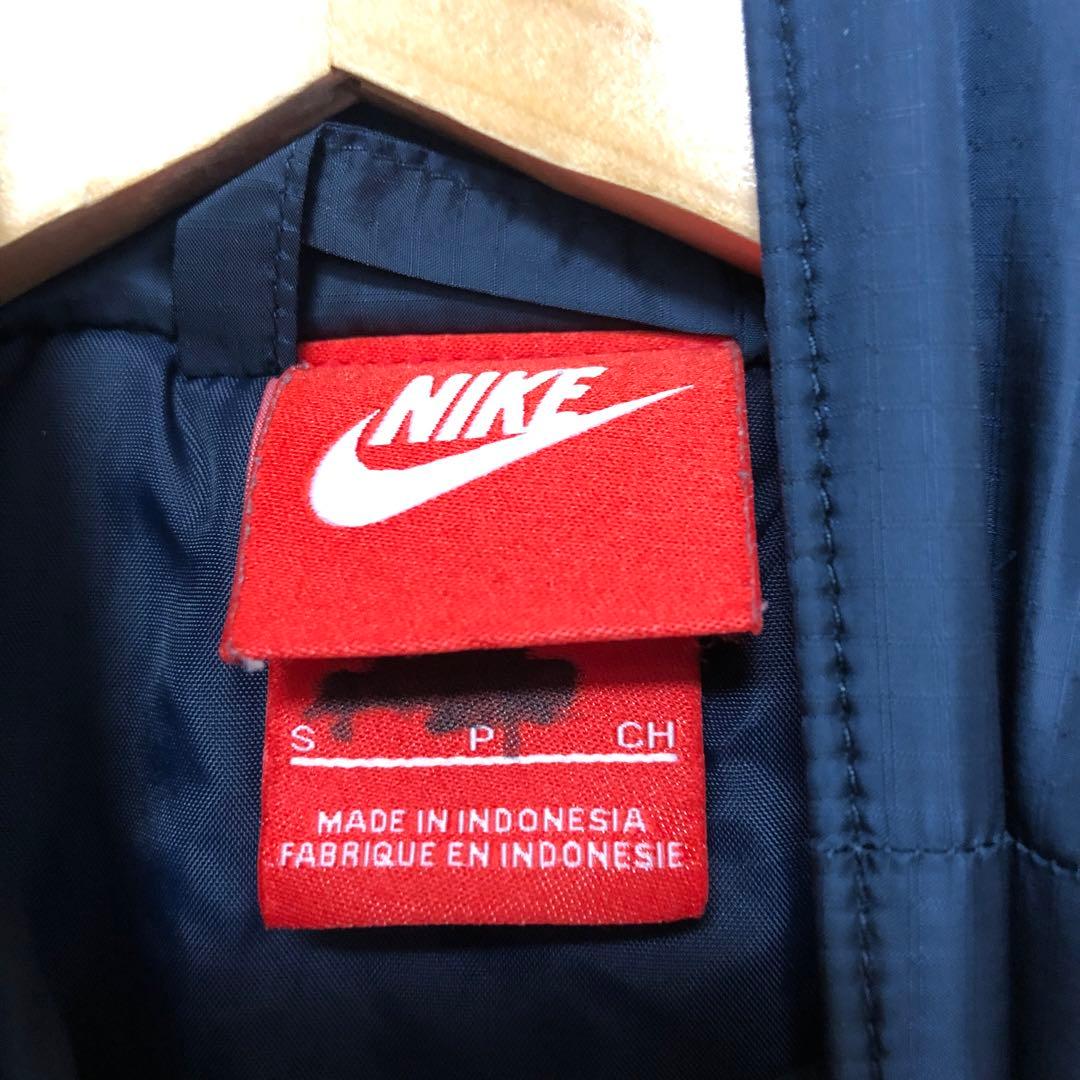 NIKE
S P CH
MADE IN INDONESIA
FABRIQUE EN INDONESIE